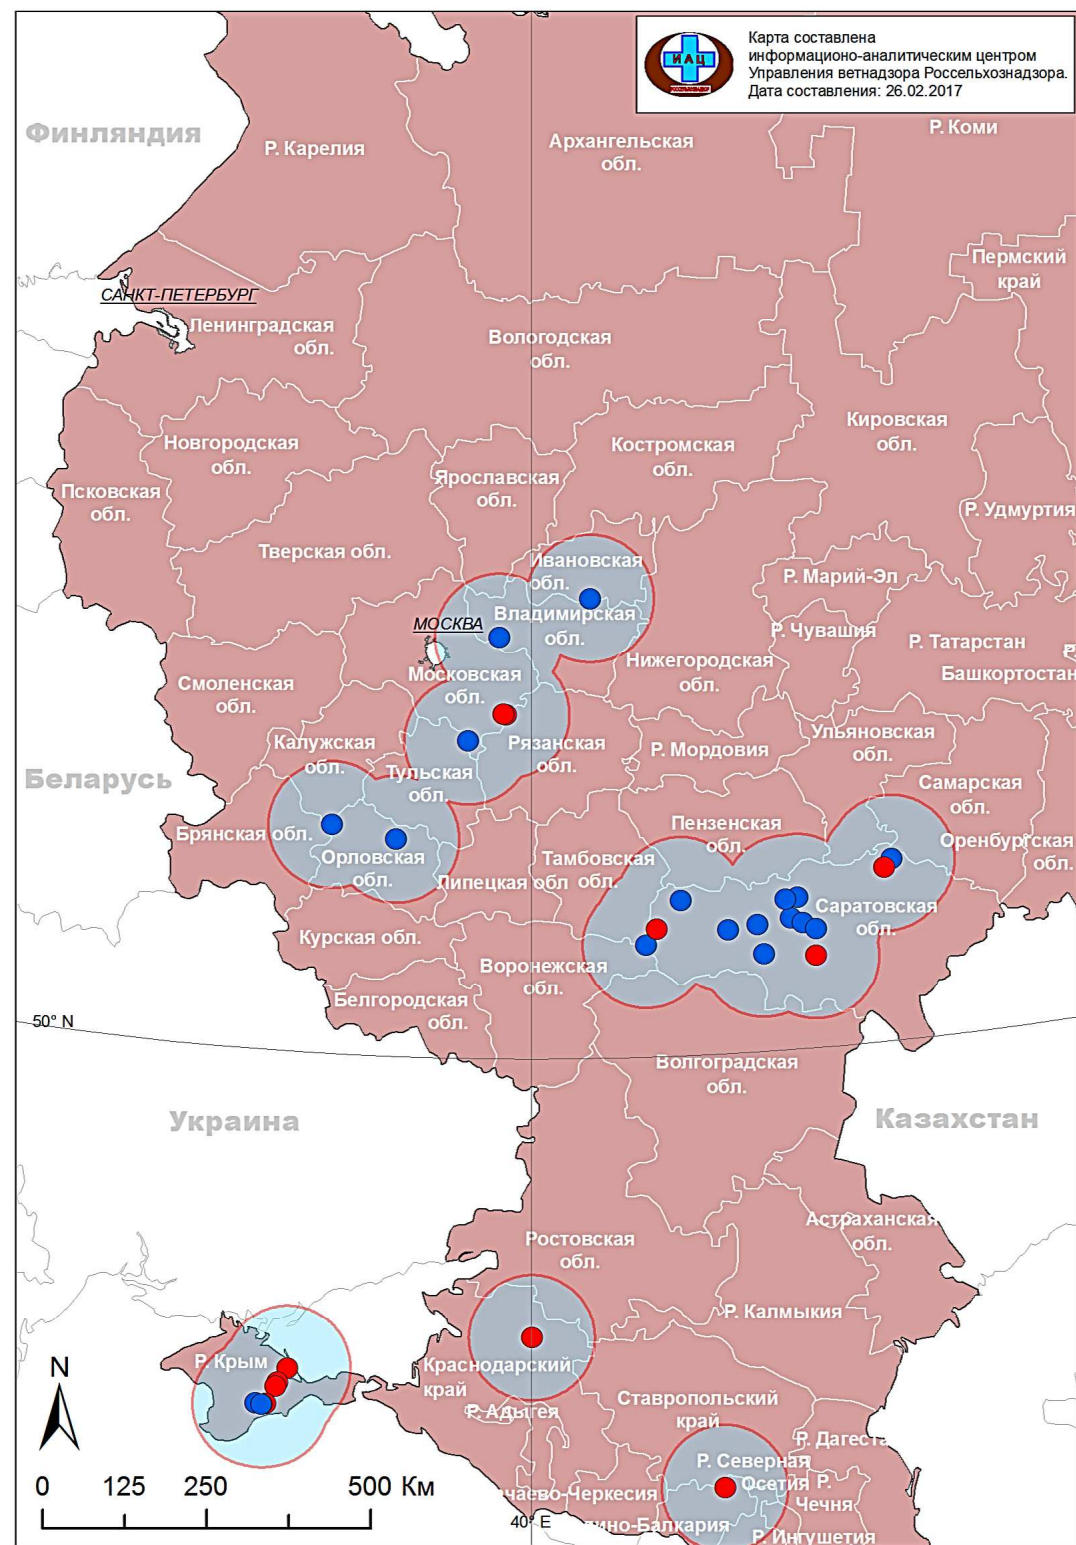 Карта составлена
информационо-аналитическим центром
Управления ветнадзора Россельхознадзора.
Дата составления: 26.02.2017
ИАЦ
РОССЕЛЬХОЗНАДЗОР
Финляндия
Р. Карелия
Архангельская
обл.
Р. Коми
Пермский
край
САНКТ-ПЕТЕРБУРГ
Ленинградская
обл.
Вологодская
обл.
Кировская
обл.
Новгородская
обл.
Костромская
обл.
Ярославская
обл.
Псковская
обл.
Р. Удмуртия
Тверская обл.
Ивановская
обл.
Р. Марий-Эл
Владимирская
обл.
МОСКВА
Р. Чувашия
Р. Татарстан
Р.
Башкортостан
Нижегородская
обл.
Московская
обл.
Смоленская
обл.
Калужская
обл.
Рязанская
обл.
Р. Мордовия
Ульяновская
обл.
Беларусь
Тульская
обл.
Самарская
обл.
Брянская обл.
Пензенская
обл.
Оренбургская
обл.
Орловская
обл.
Липецкая обл
Тамбовская
обл.
Саратовская
обл.
Курская обл.
Воронежская
обл.
Белгородская
обл.
50° N
Волгоградская
обл.
Украина
Казахстан
Астраханская
обл.
Ростовская
обл.
Р. Калмыкия
Р. Крым
Краснодарский
край
Р. Адыгея
Ставропольский
край
Р. Дагеста
Р. Северная
Осетия
Р.
Чечня
чаево-Черкесия
ино-Балкария
Р. Ингушетия
N
0 125 250 500 Км
40° E